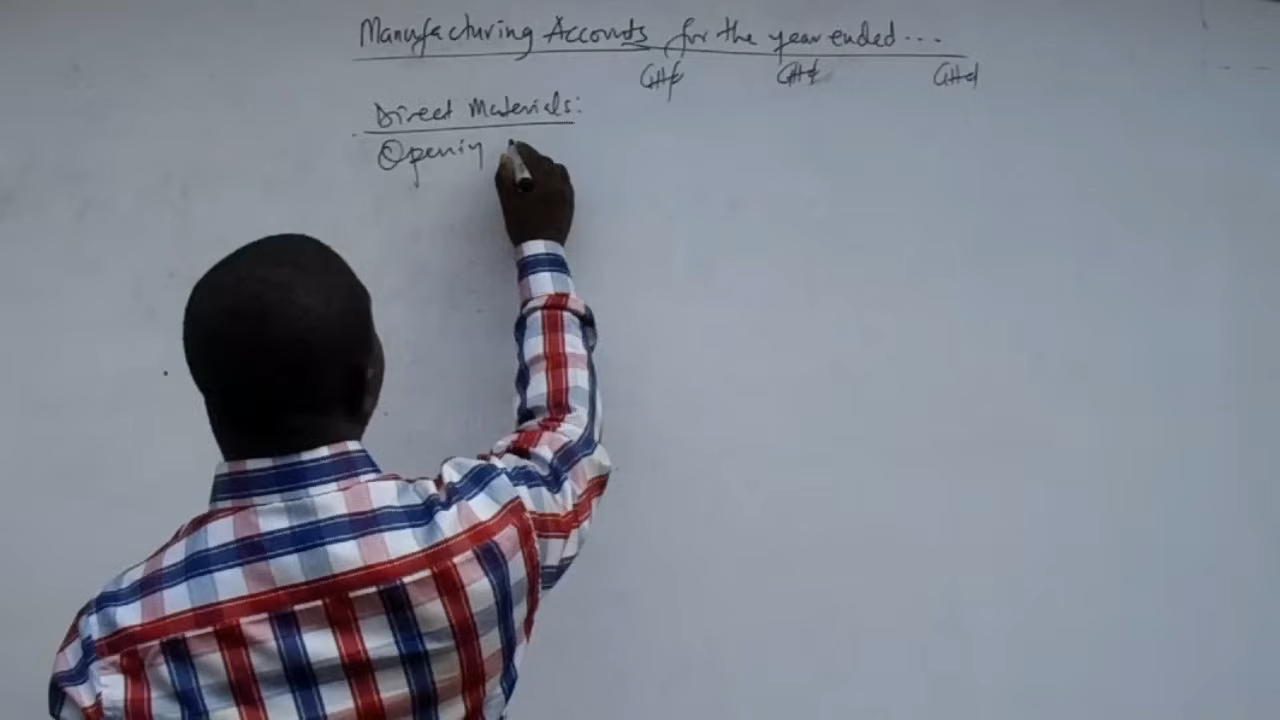 Manufacturing Accounts for the year ended...
GH¢ GH¢ GH¢
Direct Materials:
Opening